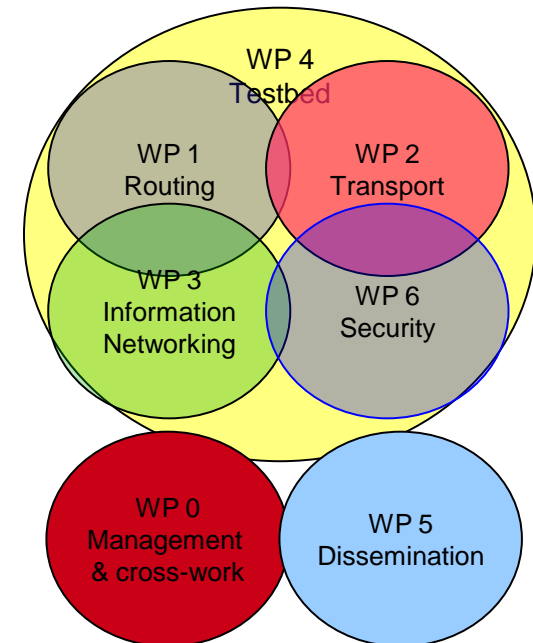 WP 4
Testbed
WP 1
Routing
WP 2
Transport
WP 3
Information
Networking
WP 6
Security
WP 0
Management
& cross-work
WP 5
Dissemination